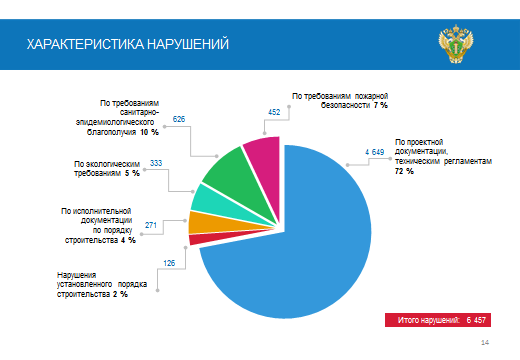 ХАРАКТЕРИСТИКА НАРУШЕНИЙ
По требованиям пожарной
безопасности 7 %
452
По требованиям
санитарно-
эпидемиологического
благополучия 10 %
626
По проектной
документации,
техническим регламентам
72 %
4 649
По экологическим
требованиям 5 %
333
По исполнительной
документации
по порядку
строительства 4 %
271
Нарушения
установленного порядка
строительства 2 %
126
Итого нарушений: 6 457
14